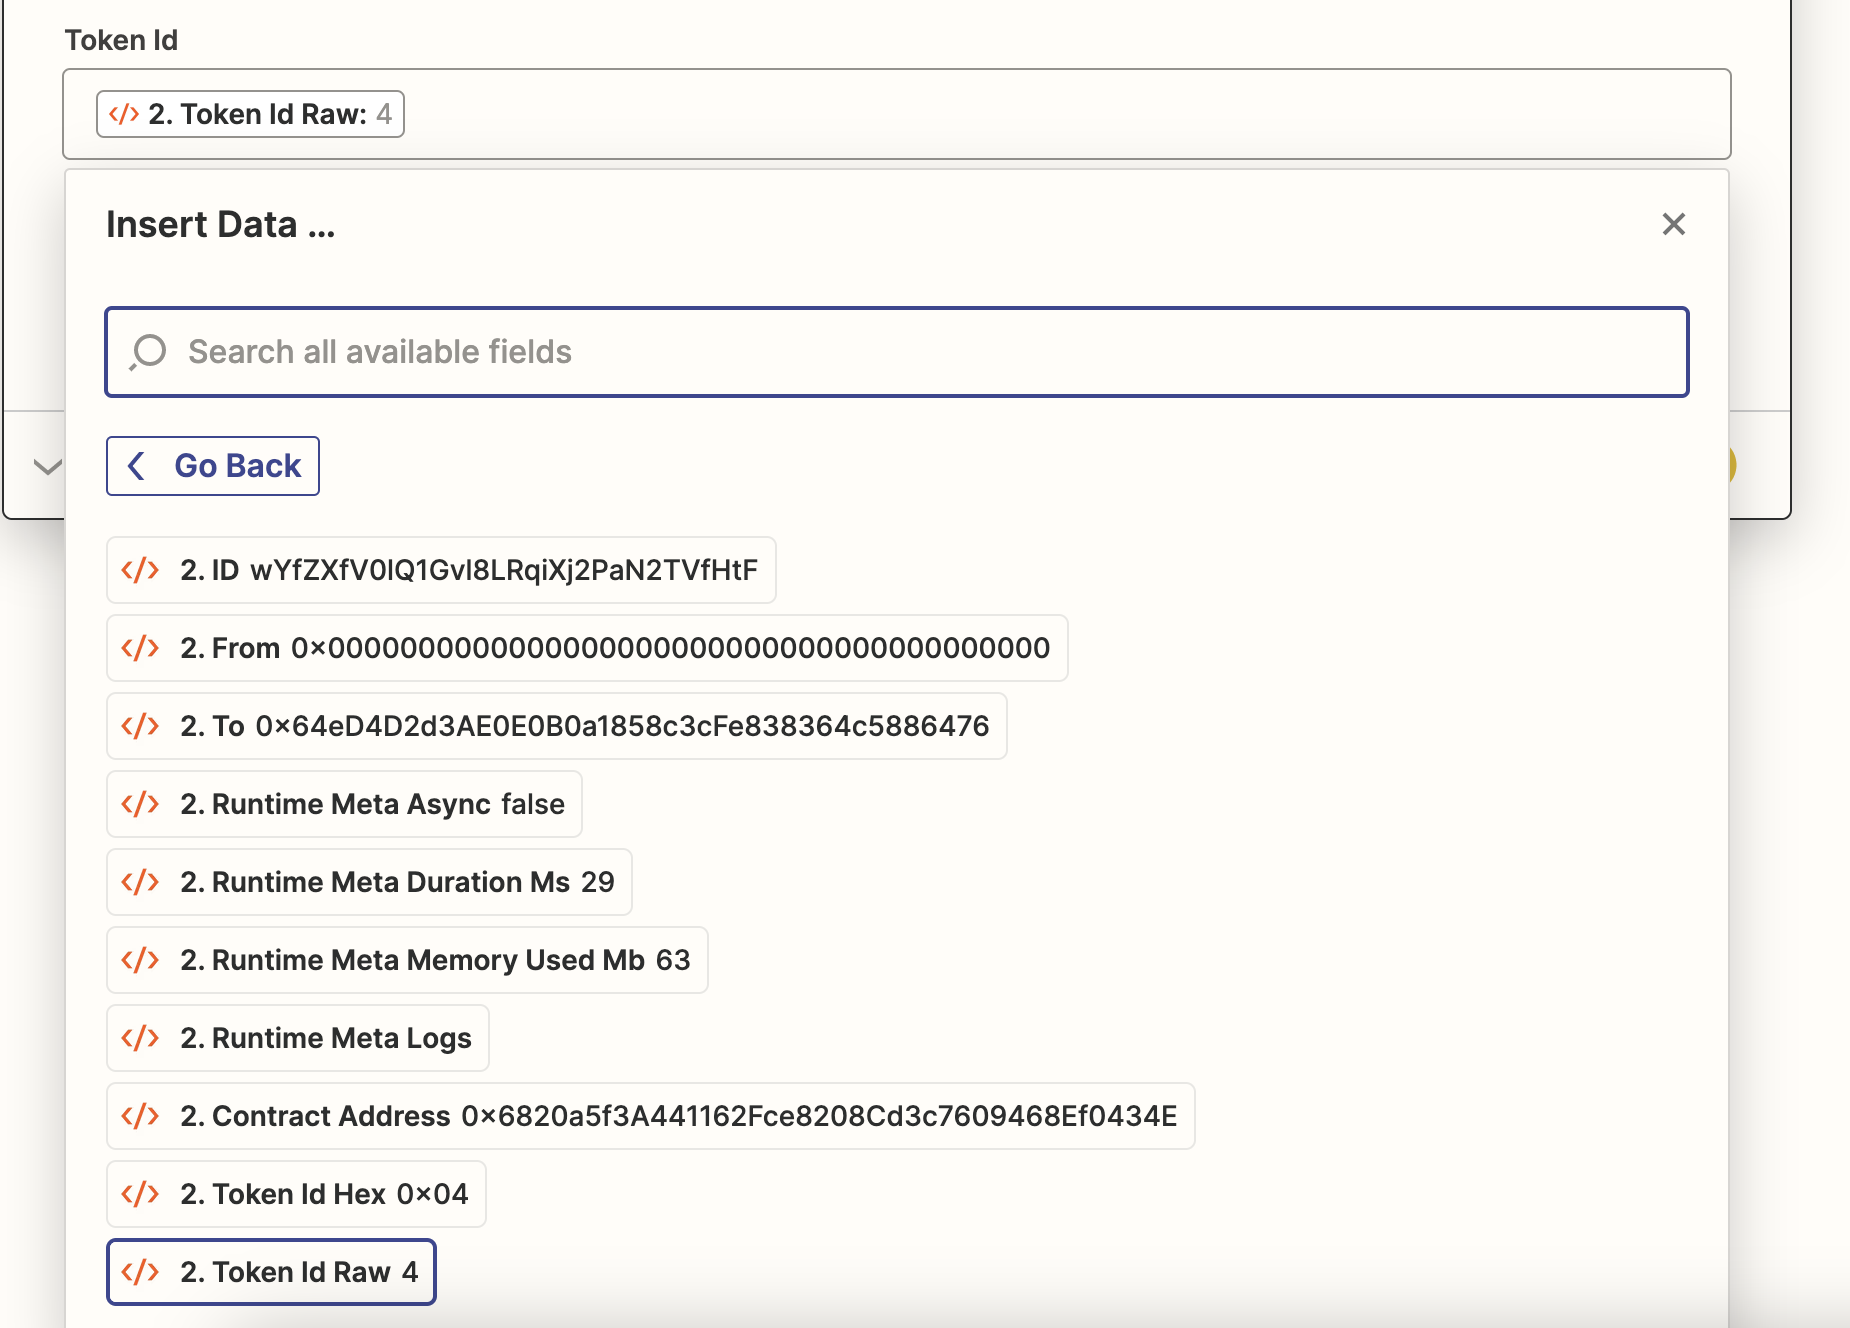 Token Id
</> 2. Token Id Raw: 4
Insert Data ...
Search all available fields
Go Back
</> 2. ID wYfZXfV0IQ1GvI8LRqiXj2PaN2TVfHtF
</> 2. From 0x0000000000000000000000000000000000000000
</> 2. To 0x64eD4D2d3AE0E0B0a1858c3cFe838364c5886476
</> 2. Runtime Meta Async false
</> 2. Runtime Meta Duration Ms 29
</> 2. Runtime Meta Memory Used Mb 63
</> 2. Runtime Meta Logs
</> 2. Contract Address 0x6820a5f3A441162Fce8208Cd3c7609468Ef0434E
</> 2. Token Id Hex 0x04
</> 2. Token Id Raw 4